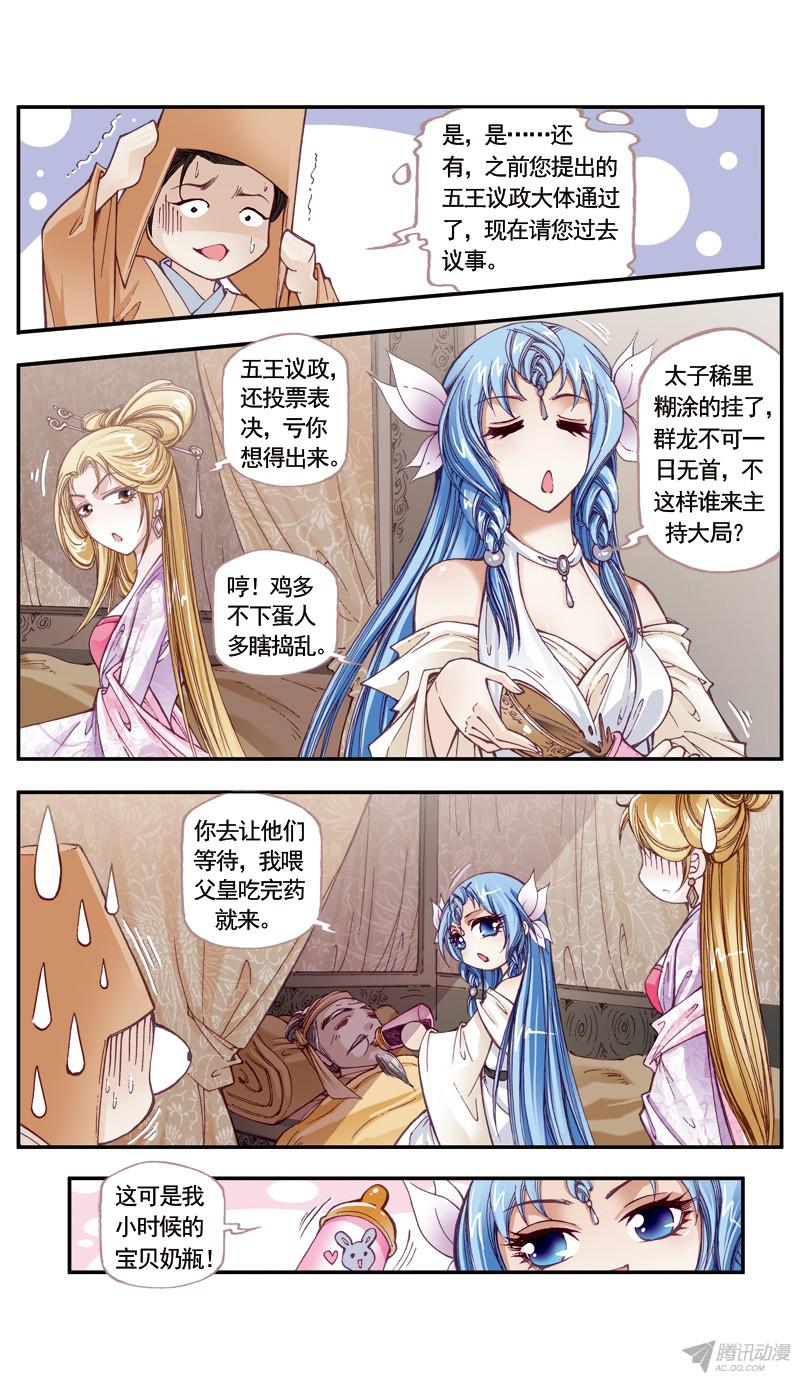 是，是……还
有，之前您提出的
五王议政大体通过
了，现在请您过去
议事。
五王议政，
还投票表
决，亏你
想得出来。
太子稀里
糊涂的挂了，
群龙不可一
日无首，不
这样谁来主
持大局？
哼！鸡多
不下蛋人
多瞎捣乱。
你去让他们
等待，我喂
父皇吃完药
就来。
这可是我
小时候的
宝贝奶瓶！
腾讯动漫
AC.QQ.COM